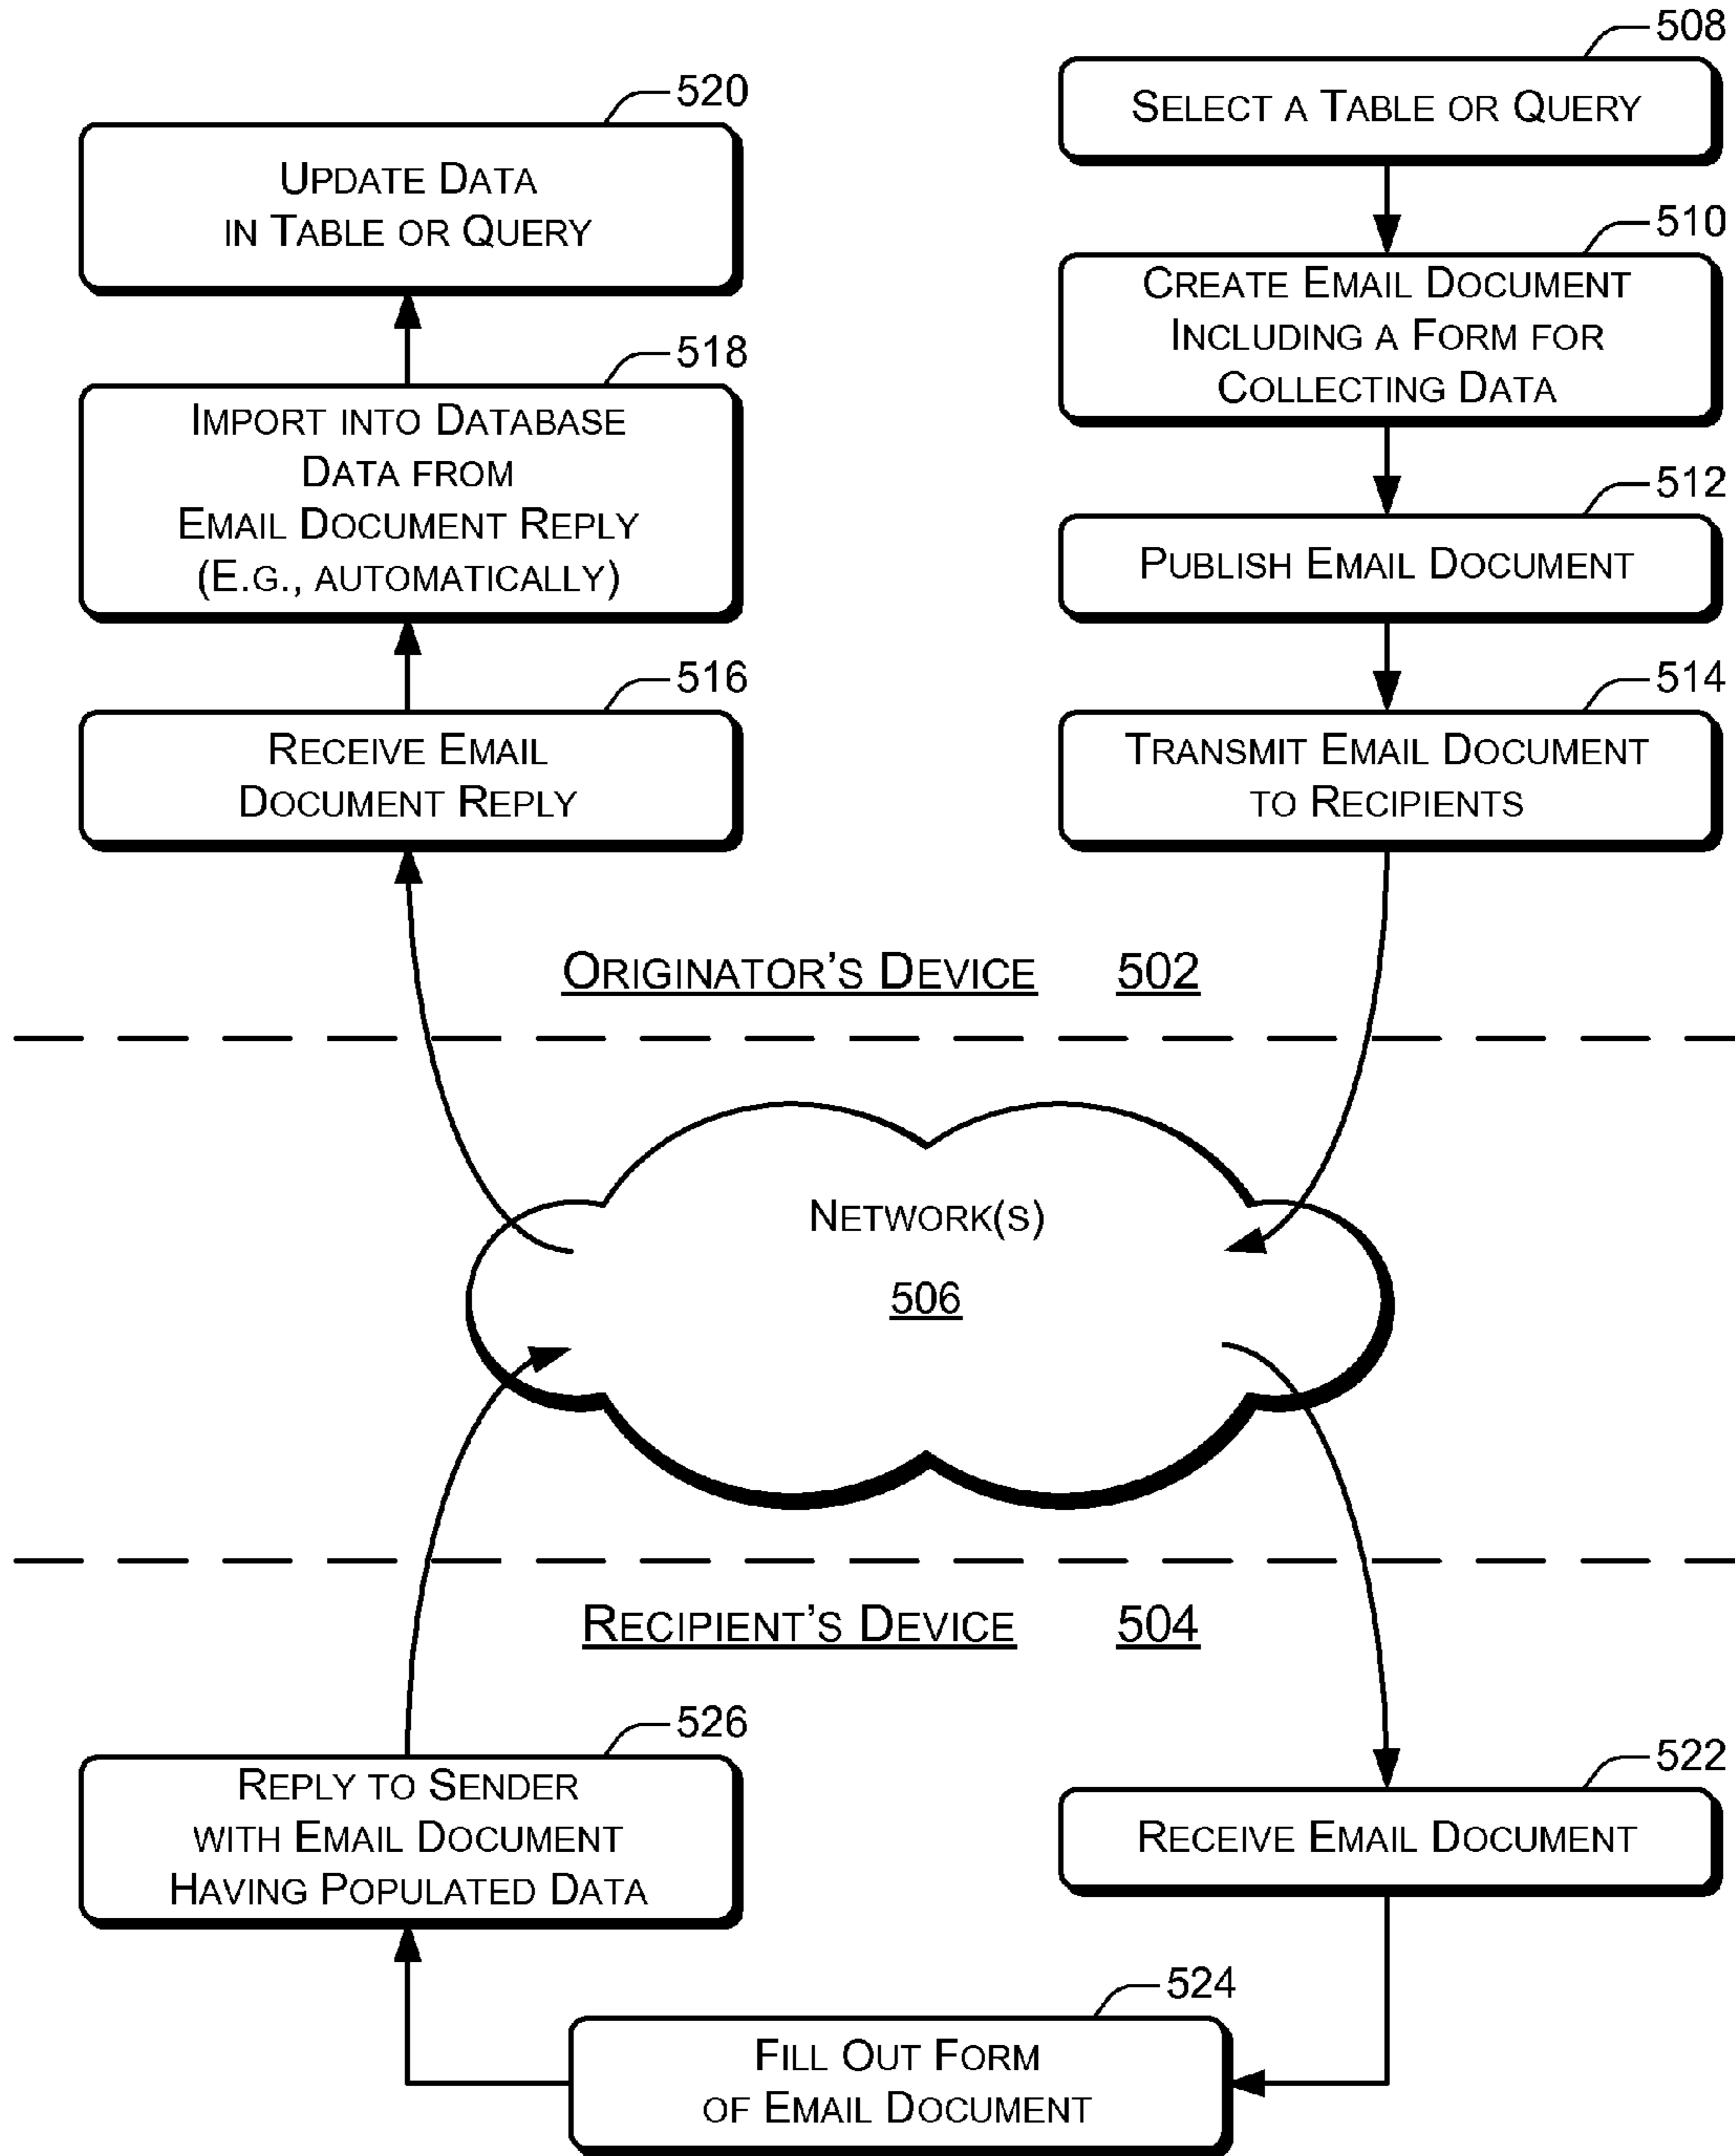 508
SELECT A TABLE OR QUERY
510
CREATE EMAIL DOCUMENT
INCLUDING A FORM FOR
COLLECTING DATA
512
PUBLISH EMAIL DOCUMENT
514
TRANSMIT EMAIL DOCUMENT
TO RECIPIENTS
520
UPDATE DATA
IN TABLE OR QUERY
518
IMPORT INTO DATABASE
DATA FROM
EMAIL DOCUMENT REPLY
(E.G., AUTOMATICALLY)
516
RECEIVE EMAIL
DOCUMENT REPLY
ORIGINATOR'S DEVICE 502
NETWORK(S)
506
RECIPIENT'S DEVICE 504
522
RECEIVE EMAIL DOCUMENT
524
FILL OUT FORM
OF EMAIL DOCUMENT
526
REPLY TO SENDER
WITH EMAIL DOCUMENT
HAVING POPULATED DATA